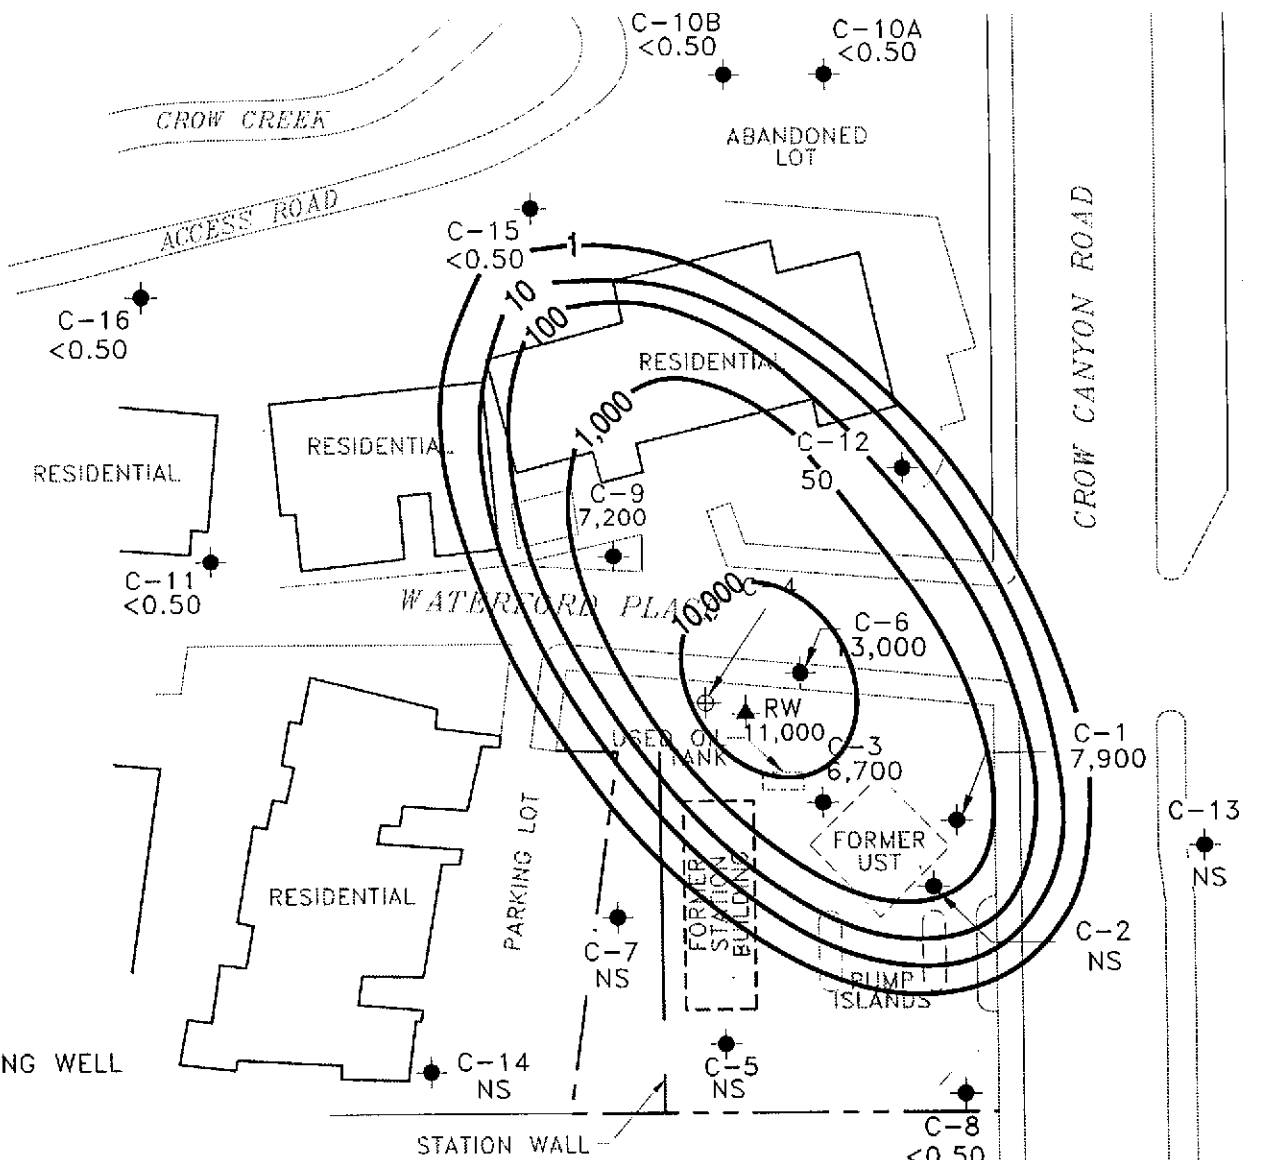 C-10B
<0.50
C-10A
<0.50
CROW CREEK
ABANDONED
LOT
ACCESS ROAD
CROW CANYON ROAD
C-15
<0.50
1
10
100
C-16
<0.50
RESIDENTIAL
1,000
RESIDENTIAL
RESIDENTIAL
C-12
50
C-9
7,200
C-11
<0.50
WATERFORD PLACE
10,000
C-4
C-6
13,000
RW
11,000
USED OIL
TANK
C-3
6,700
C-1
7,900
C-13
NS
FORMER
UST
PARKING LOT
FORMER
STATION
BUILDING
RESIDENTIAL
C-7
NS
C-2
NS
PUMP
ISLANDS
NG WELL
C-14
NS
C-5
NS
STATION WALL
C-8
<0.50